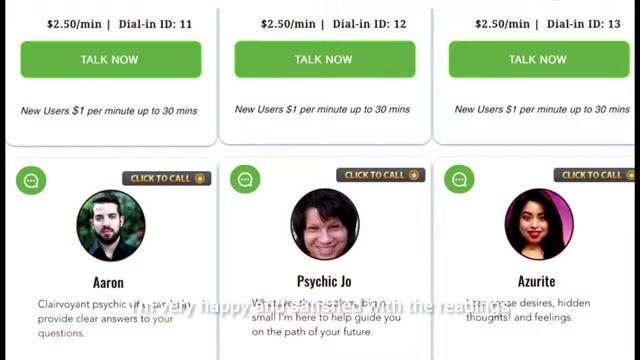 $2.50/min | Dial-in ID: 11
$2.50/min | Dial-in ID: 12
$2.50/min | Dial-in ID: 13
TALK NOW
TALK NOW
TALK NOW
New Users $1 per minute up to 30 mins
New Users $1 per minute up to 30 mins
New Users $1 per minute up to 30 mins
CLICK TO CALL
CLICK TO CALL
CLICK TO CALL
Aaron
Clairvoyant psychic
provide clear answers to your
questions.
Psychic Jo
small I'm here to help guide you
on the path of your future.
Azurite
sense desires, hidden
thoughts! and feelings.
I'm very happy and satisfied with the readings